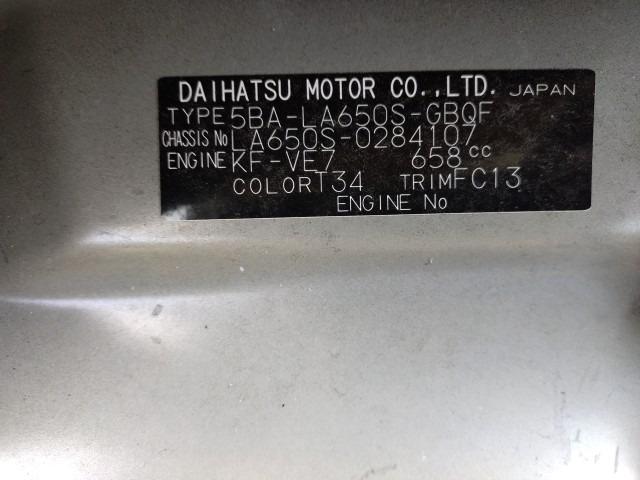 DAIHATSU MOTOR CO.,LTD. JAPAN
TYPE 5BA-LA650S-GBQF
CHASSIS No LA650S-0284107
ENGINE KF-VE7 658cc
COLOR T34 TRIM FC13
ENGINE No